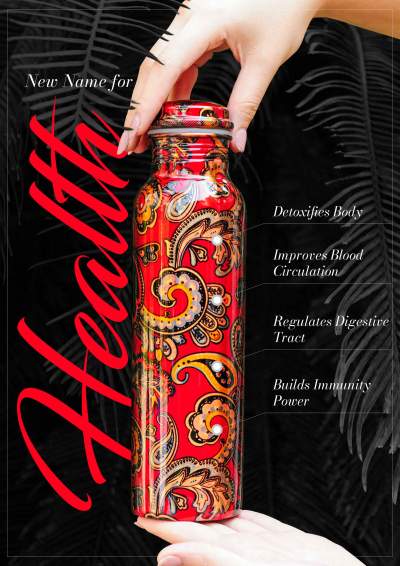 New Name for
Health
Detoxifies Body
Improves Blood
Circulation
Regulates Digestive
Tract
Builds Immunity
Power